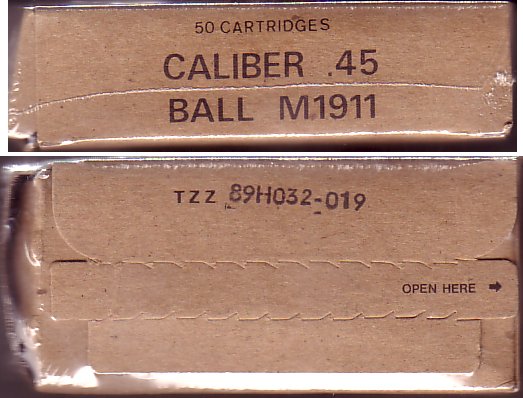 50 CARTRIDGES
CALIBER .45
BALL M1911
TZZ 89H032-019
OPEN HERE